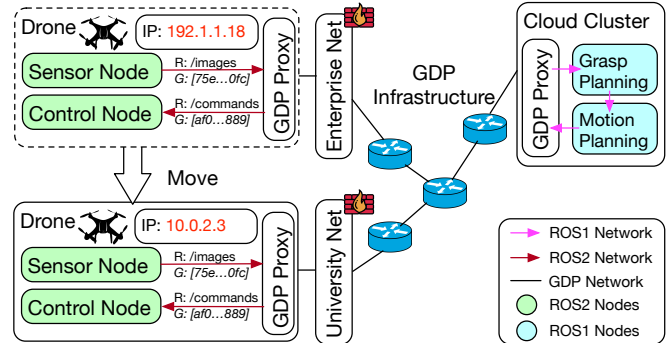 Drone
IP: 192.1.1.18
Sensor Node
R: /images
G: [75e...0fc]
Control Node
R: /commands
G: [af0...889]
GDP Proxy
Enterprise Net
GDP
Infrastructure
Cloud Cluster
GDP Proxy
Grasp
Planning
Motion
Planning
Move
Drone
IP: 10.0.2.3
Sensor Node
R: /images
G: [75e...0fc]
Control Node
R: /commands
G: [af0...889]
GDP Proxy
University Net
ROS1 Network
ROS2 Network
GDP Network
ROS2 Nodes
ROS1 Nodes